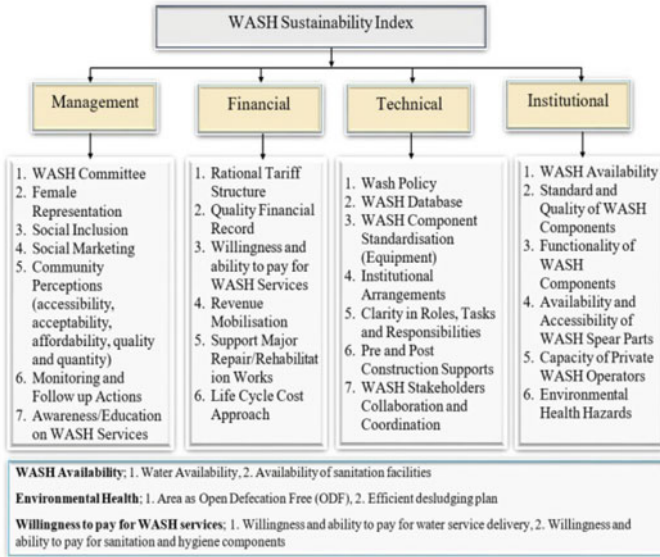 WASH Sustainability Index
Management
Financial
Technical
Institutional
1. WASH Committee
2. Female
Representation
3. Social Inclusion
4. Social Marketing
5. Community
Perceptions
(accessibility,
acceptability,
affordability, quality
and quantity)
6. Monitoring and
Follow up Actions
7. Awareness/Education
on WASH Services
1. Rational Tariff
Structure
2. Quality Financial
Record
3. Willingness and
ability to pay for
WASH Services
4. Revenue
Mobilisation
5. Support Major
Repair/Rehabilitat
ion Works
6. Life Cycle Cost
Approach
1. Wash Policy
2. WASH Database
3. WASH Component
Standardisation
(Equipment)
4. Institutional
Arrangements
5. Clarity in Roles, Tasks
and Responsibilities
6. Pre and Post
Construction Supports
7. WASH Stakeholders
Collaboration and
Coordination
1. WASH Availability
2. Standard and
Quality of WASH
Components
3. Functionality of
WASH
Components
4. Availability and
Accessibility of
WASH Spear Parts
5. Capacity of Private
WASH Operators
6. Environmental
Health Hazards
WASH Availability; 1. Water Availability, 2. Availability of sanitation facilities
Environmental Health; 1. Area as Open Defecation Free (ODF), 2. Efficient desludging plan
Willingness to pay for WASH services; 1. Willingness and ability to pay for water service delivery, 2. Willingness and
ability to pay for sanitation and hygiene components